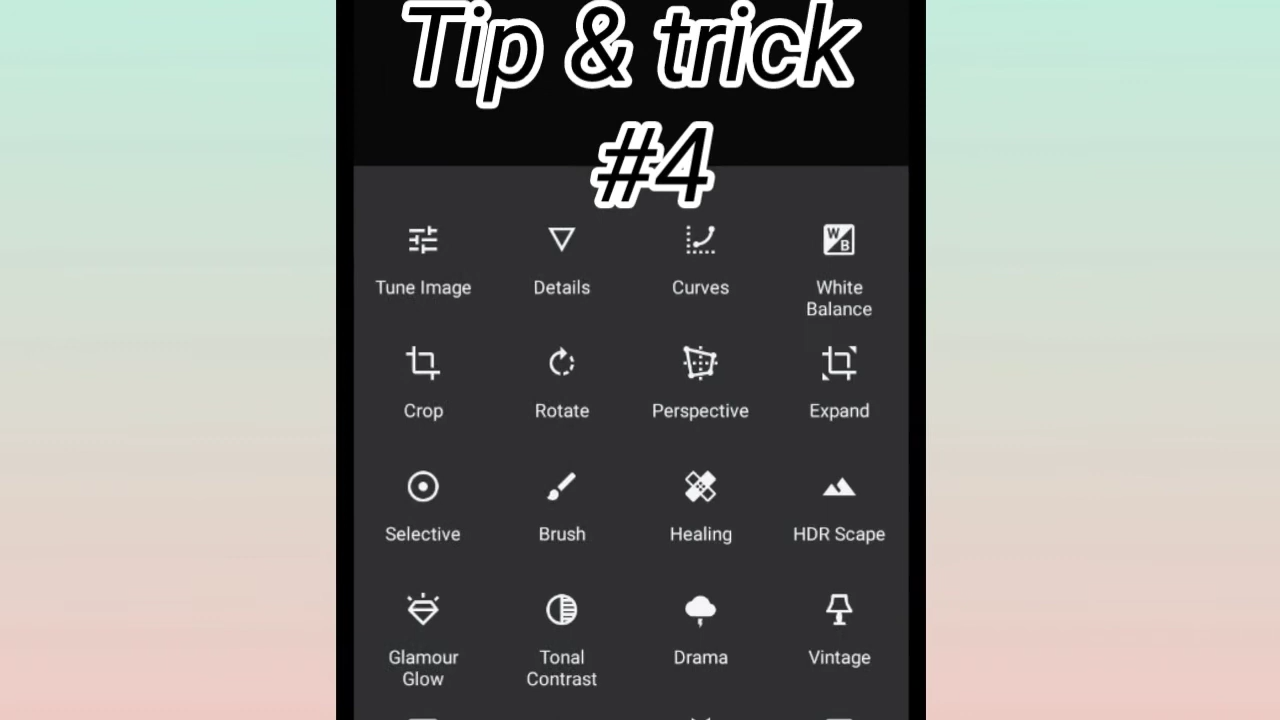 Tip & trick
#4
Tune Image
Details
Curves
White
Balance
WB
Crop
Rotate
Perspective
Expand
Selective
Brush
Healing
HDR Scape
Glamour
Glow
Tonal
Contrast
Drama
Vintage